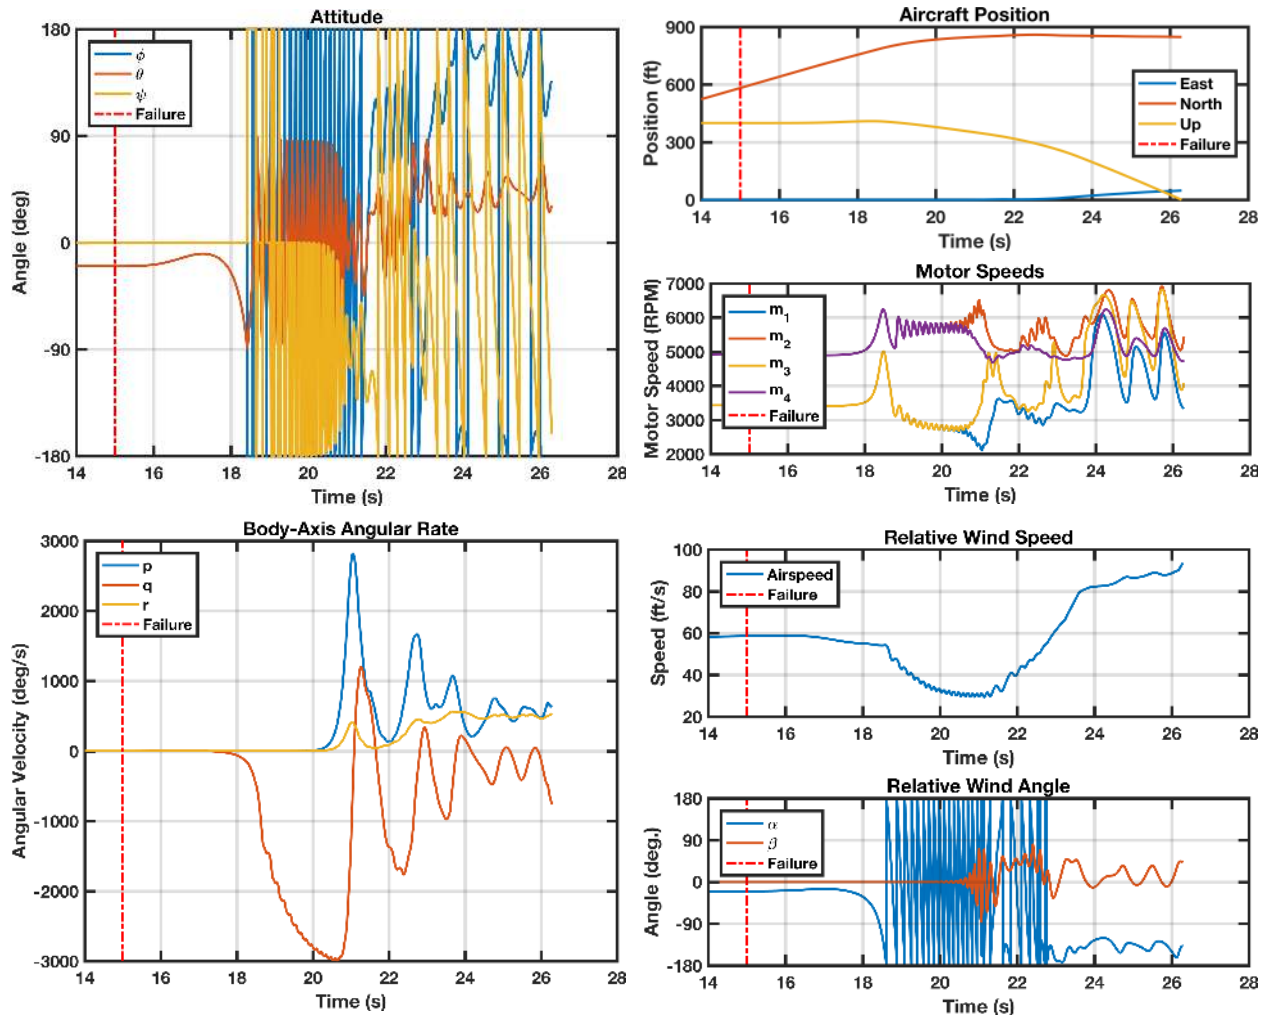 Attitude
180
90
0
-90
-180
Angle (deg)
ϕ
θ
ψ
Failure
14 16 18 20 22 24 26 28
Time (s)
Aircraft Position
900
600
300
0
Position (ft)
East
North
Up
Failure
14 16 18 20 22 24 26 28
Time (s)
Motor Speeds
7000
6000
5000
4000
3000
2000
Motor Speed (RPM)
m1
m2
m3
m4
Failure
14 16 18 20 22 24 26 28
Time (s)
Body-Axis Angular Rate
3000
2000
1000
0
-1000
-2000
-3000
Angular Velocity (deg/s)
p
q
r
Failure
14 16 18 20 22 24 26 28
Time (s)
Relative Wind Speed
100
80
60
40
20
Speed (ft/s)
Airspeed
Failure
14 16 18 20 22 24 26 28
Time (s)
Relative Wind Angle
180
90
0
-90
-180
Angle (deg.)
α
β
Failure
14 16 18 20 22 24 26 28
Time (s)